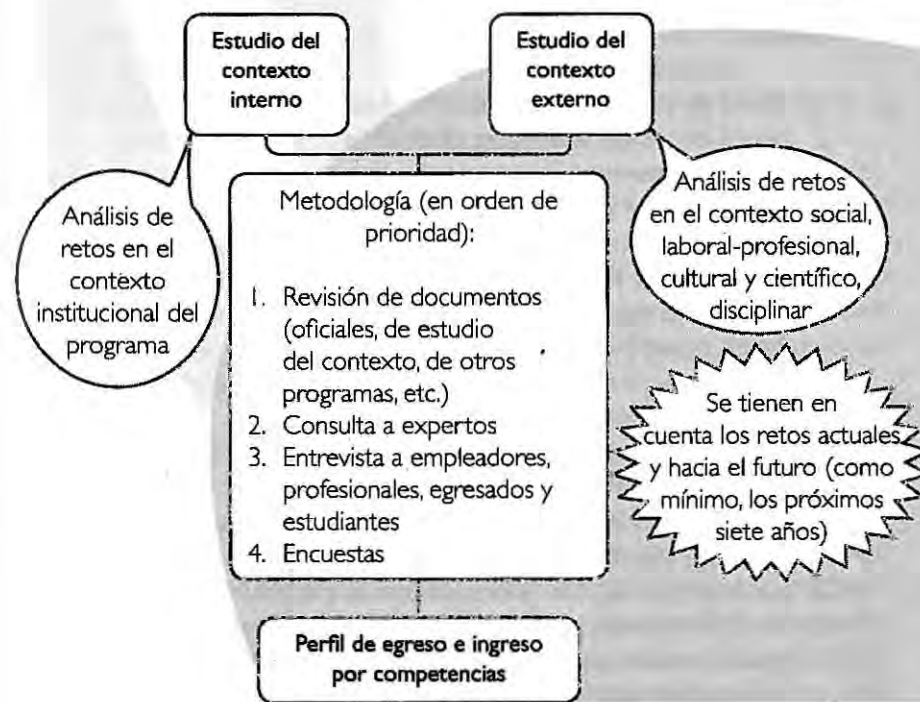 Estudio del
contexto
interno
Estudio del
contexto
externo
Análisis de
retos en el
contexto
institucional del
programa
Metodología (en orden de
prioridad):
1. Revisión de documentos
(oficiales, de estudio
del contexto, de otros
programas, etc.)
2. Consulta a expertos
3. Entrevista a empleadores,
profesionales, egresados y
estudiantes
4. Encuestas
Análisis de retos
en el contexto social,
laboral-profesional,
cultural y científico,
disciplinar
Se tienen en
cuenta los retos actuales
y hacia el futuro (como
mínimo, los próximos
siete años)
Perfil de egreso e ingreso
por competencias